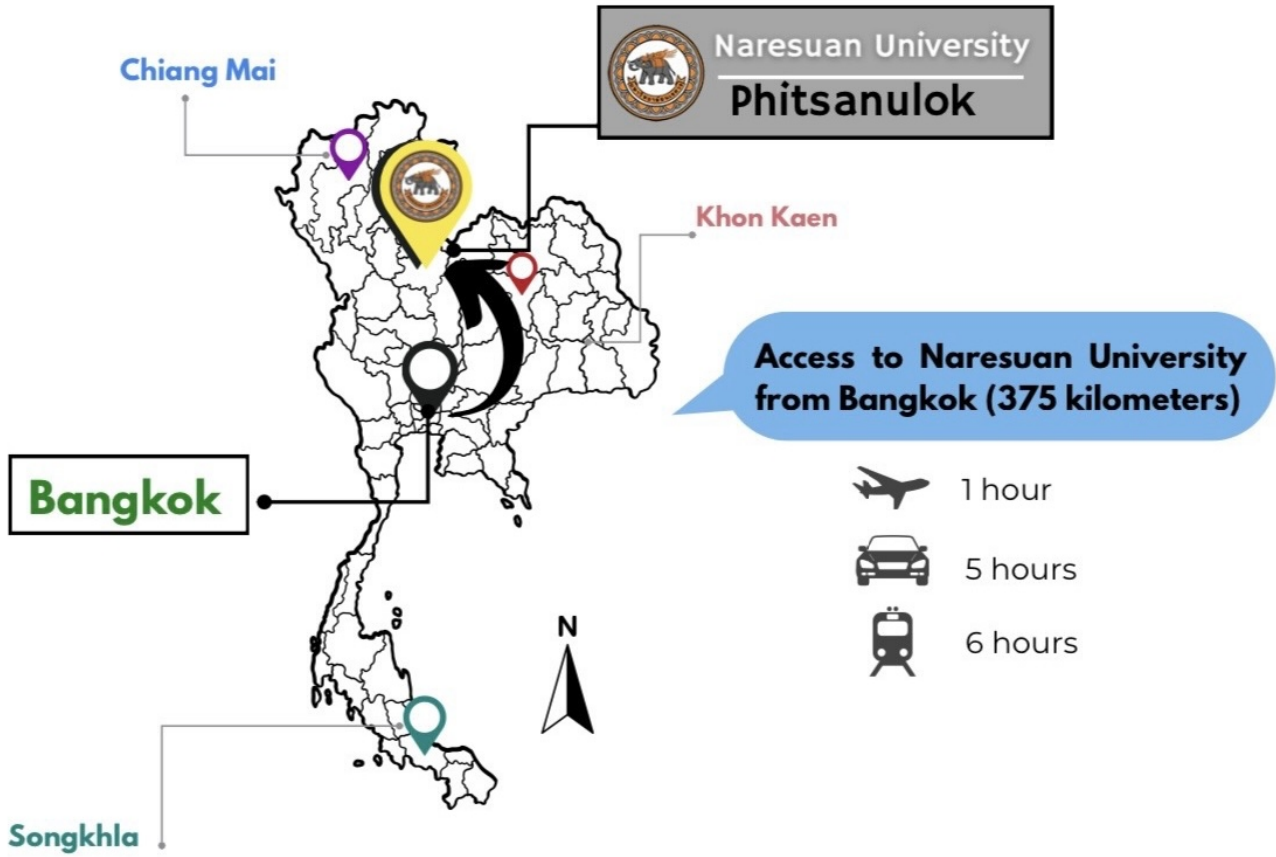 Naresuan University
Phitsanulok
Chiang Mai
Khon Kaen
Access to Naresuan University
from Bangkok (375 kilometers)
Bangkok
1 hour
5 hours
6 hours
N
Songkhla